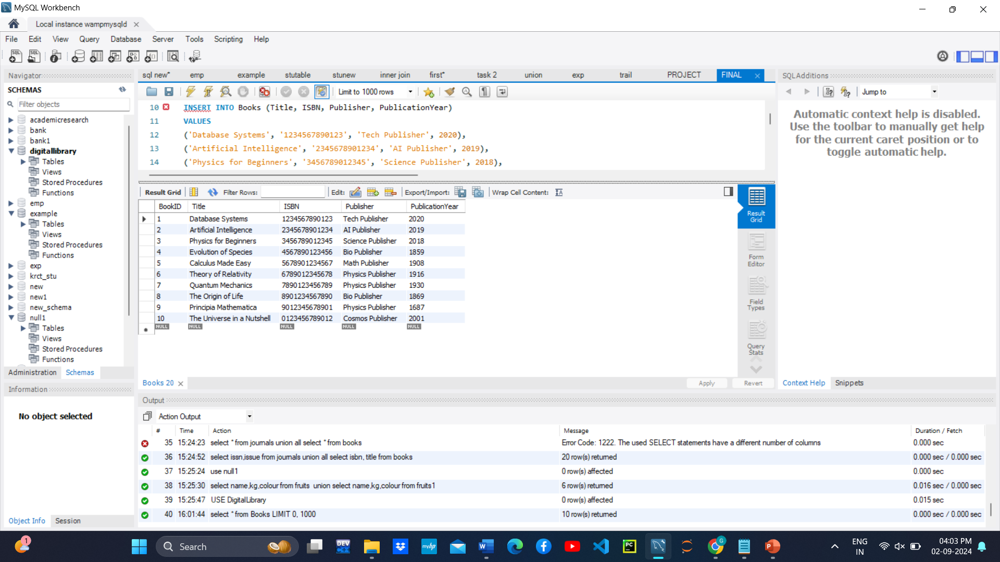 MySQL Workbench
Local instance wampmysqld
File Edit View Query Database Server Tools Scripting Help
Navigator
SCHEMAS
Filter objects
academicresearch
bank
bank1
digitallibrary
Tables
Views
Stored Procedures
Functions
emp
example
Tables
Views
Stored Procedures
Functions
exp
krct_stu
new
new1
new_schema
null1
Tables
Views
Stored Procedures
Functions
Administration Schemas
Information
No object selected
Object Info Session
sql new* emp example stutable stunew inner join first* task 2 union exp trail PROJECT FINAL
Limit to 1000 rows
10 INSERT INTO Books (Title, ISBN, Publisher, PublicationYear)
11 VALUES
12 ('Database Systems', '1234567890123', 'Tech Publisher', 2020),
13 ('Artificial Intelligence', '2345678901234', 'AI Publisher', 2019),
14 ('Physics for Beginners', '3456789012345', 'Science Publisher', 2018),
Result Grid Filter Rows: Edit: Export/Import: Wrap Cell Content:
BookID Title ISBN Publisher PublicationYear
1 Database Systems 1234567890123 Tech Publisher 2020
2 Artificial Intelligence 2345678901234 AI Publisher 2019
3 Physics for Beginners 3456789012345 Science Publisher 2018
4 Evolution of Species 4567890123456 Bio Publisher 1859
5 Calculus Made Easy 5678901234567 Math Publisher 1908
6 Theory of Relativity 6789012345678 Physics Publisher 1916
7 Quantum Mechanics 7890123456789 Physics Publisher 1930
8 The Origin of Life 8901234567890 Bio Publisher 1869
9 Principia Mathematica 9012345678901 Physics Publisher 1687
10 The Universe in a Nutshell 0123456789012 Cosmos Publisher 2001
NULL NULL NULL NULL NULL
Result
Grid
Form
Editor
Field
Types
Query
Stats
Books 20
Apply Revert
SQLAdditions
Jump to
Automatic context help is disabled.
Use the toolbar to manually get help
for the current caret position or to
toggle automatic help.
Context Help Snippets
Output
Action Output
# Time Action Message Duration / Fetch
35 15:24:23 select * from journals union all select * from books Error Code: 1222. The used SELECT statements have a different number of columns 0.000 sec
36 15:24:52 select issn,issue from journals union all select isbn, title from books 20 row(s) returned 0.000 sec / 0.000 sec
37 15:25:24 use null1 0 row(s) affected 0.000 sec
38 15:25:30 select name,kg,colour from fruits union select name,kg,colour from fruits1 6 row(s) returned 0.016 sec / 0.000 sec
39 15:25:47 USE DigitalLibrary 0 row(s) affected 0.015 sec
40 16:01:44 select * from Books LIMIT 0, 1000 10 row(s) returned 0.000 sec / 0.000 sec
1
Search
DEV
C++
myhp
W
PC
G
P
ENG
IN
04:03 PM
02-09-2024